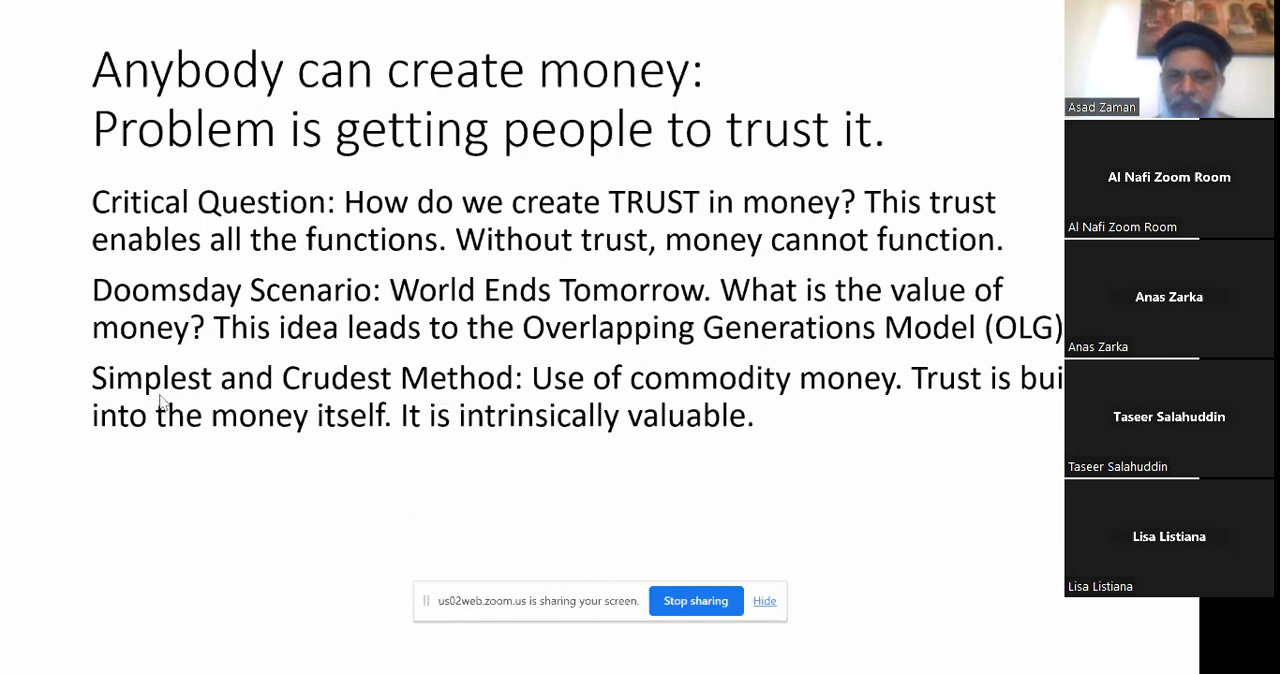 Anybody can create money:
Problem is getting people to trust it.
Critical Question: How do we create TRUST in money? This trust
enables all the functions. Without trust, money cannot function.
Doomsday Scenario: World Ends Tomorrow. What is the value of
money? This idea leads to the Overlapping Generations Model (OLG)
Simplest and Crudest Method: Use of commodity money. Trust is bui
into the money itself. It is intrinsically valuable.
us02web.zoom.us is sharing your screen. Stop sharing Hide
Asad Zaman
Al Nafi Zoom Room
Al Nafi Zoom Room
Anas Zarka
Anas Zarka
Taseer Salahuddin
Taseer Salahuddin
Lisa Listiana
Lisa Listiana